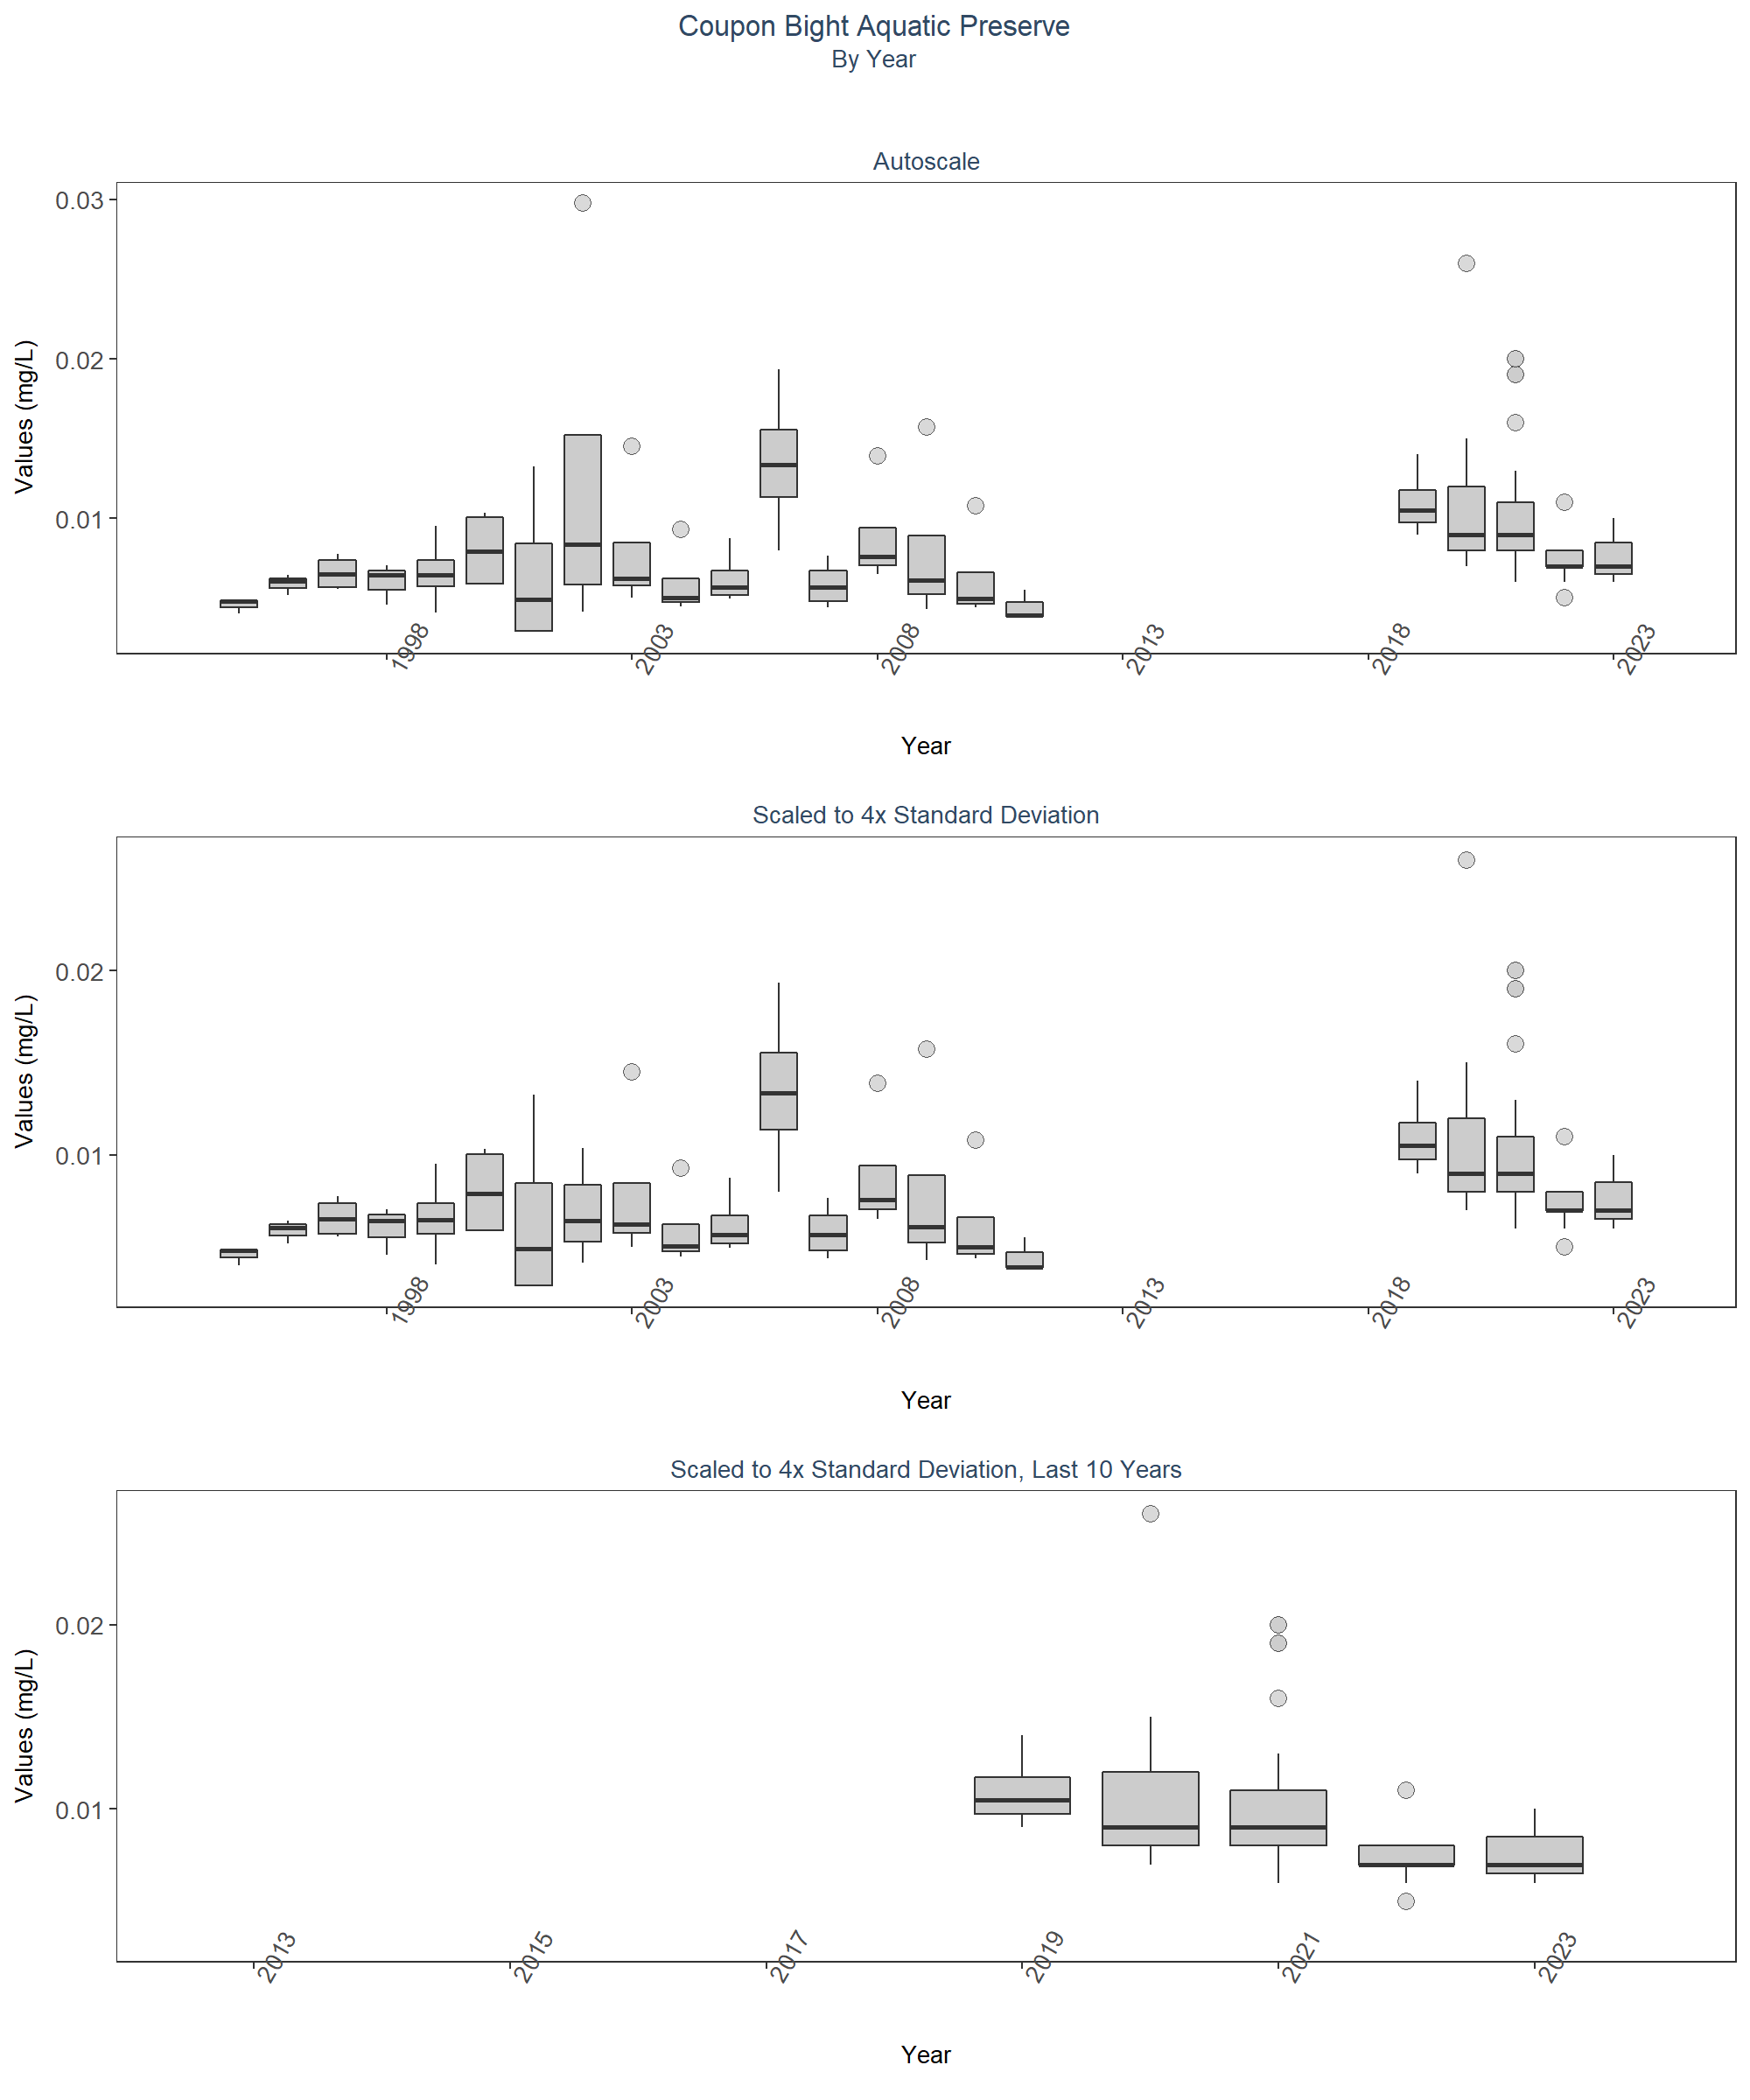 Coupon Bight Aquatic Preserve
By Year
Autoscale
0.03
0.02
0.01
Values (mg/L)
1998 2003 2008 2013 2018 2023
Year
Scaled to 4x Standard Deviation
0.02
0.01
Values (mg/L)
1998 2003 2008 2013 2018 2023
Year
Scaled to 4x Standard Deviation, Last 10 Years
0.02
0.01
Values (mg/L)
2013 2015 2017 2019 2021 2023
Year